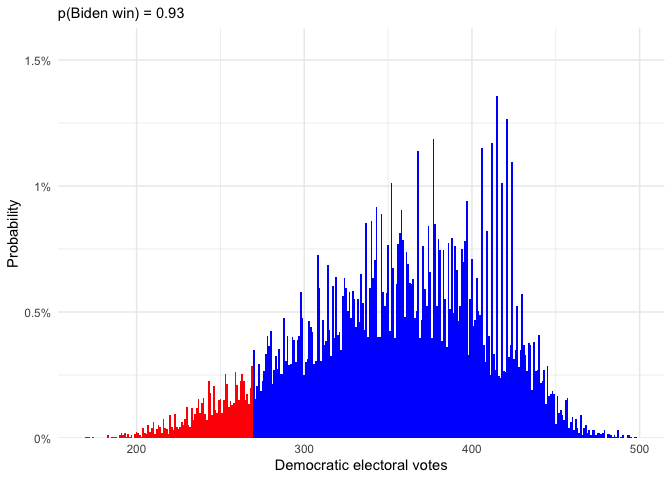 p(Biden win) = 0.93
1.5%
1%
0.5%
0%
Probability
200
300
400
500
Democratic electoral votes